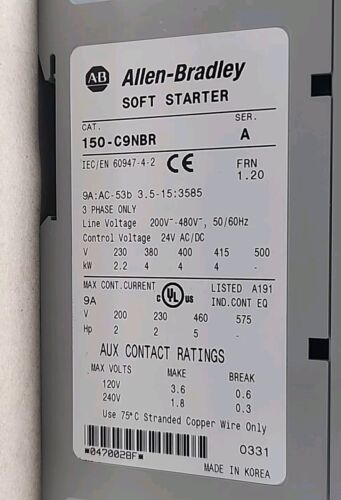 AB Allen-Bradley
SOFT STARTER
CAT. SER.
150-C9NBR A
IEC/EN 60947-4-2 CE FRN
1.20
9A:AC-53b 3.5-15:3585
3 PHASE ONLY
Line Voltage 200V~-480V~, 50/60Hz
Control Voltage 24V AC/DC
V 230 380 400 415 500
kW 2.2 4 4 4 -
MAX CONT.CURRENT C UL US LISTED A191
9A IND.CONT EQ
V 200 230 460 575
Hp 2 2 5 -
AUX CONTACT RATINGS
MAX VOLTS MAKE BREAK
120V 3.6 0.6
240V 1.8 0.3
Use 75°C Stranded Copper Wire Only
0331
*047002BF*
MADE IN KOREA